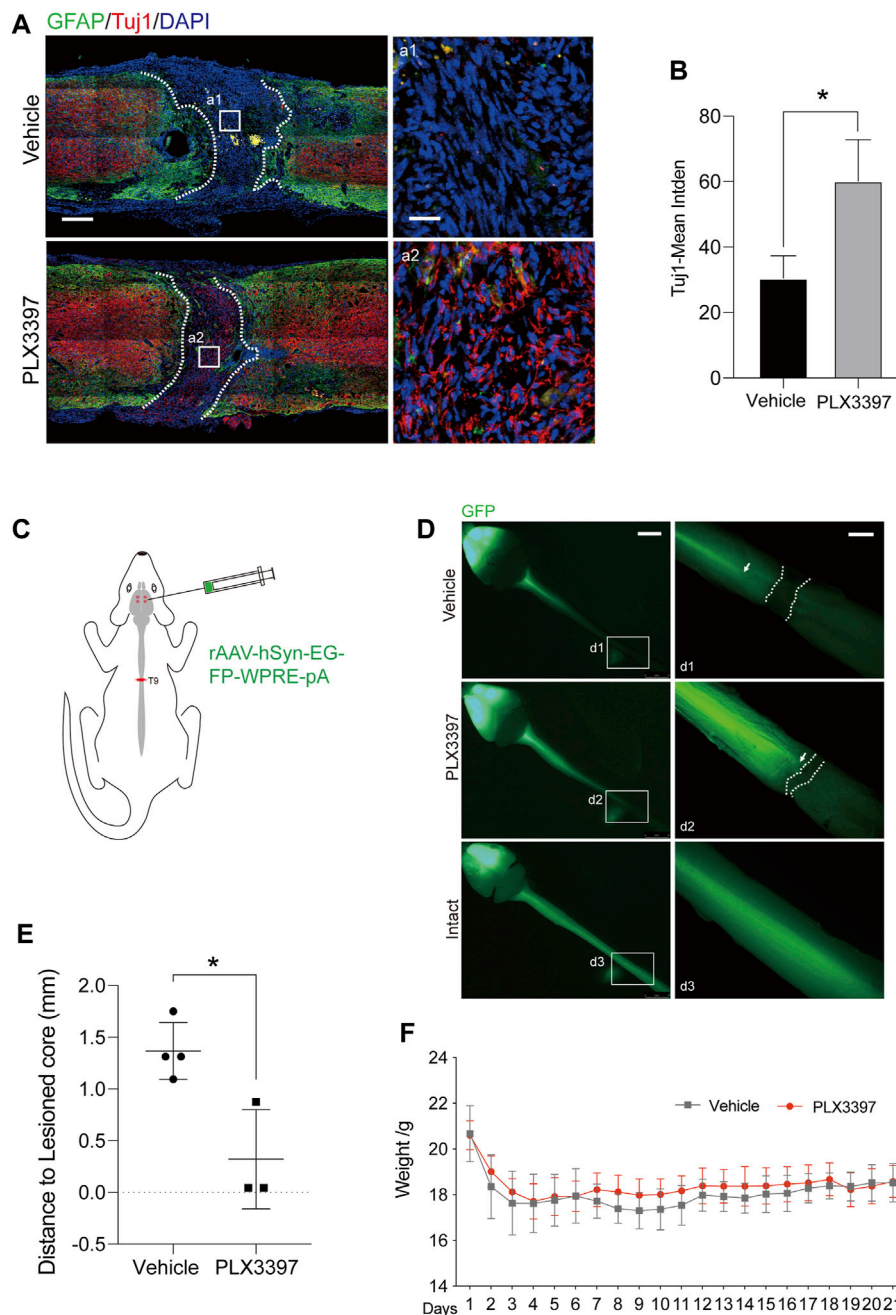 A
GFAP/Tuj1/DAPI
Vehicle
a1
a1
PLX3397
a2
a2
B
*
Tuj1-Mean Intden
80
60
40
20
0
Vehicle
PLX3397
C
rAAV-hSyn-EG-
FP-WPRE-pA
T9
D
GFP
Vehicle
d1
d1
PLX3397
d2
d2
Intact
d3
d3
E
*
Distance to Lesioned core (mm)
2.0
1.5
1.0
0.5
0.0
-0.5
Vehicle
PLX3397
F
Weight /g
24
22
20
18
16
14
Vehicle
PLX3397
1 2 3 4 5 6 7 8 9 10 11 12 13 14 15 16 17 18 19 20 21
Days